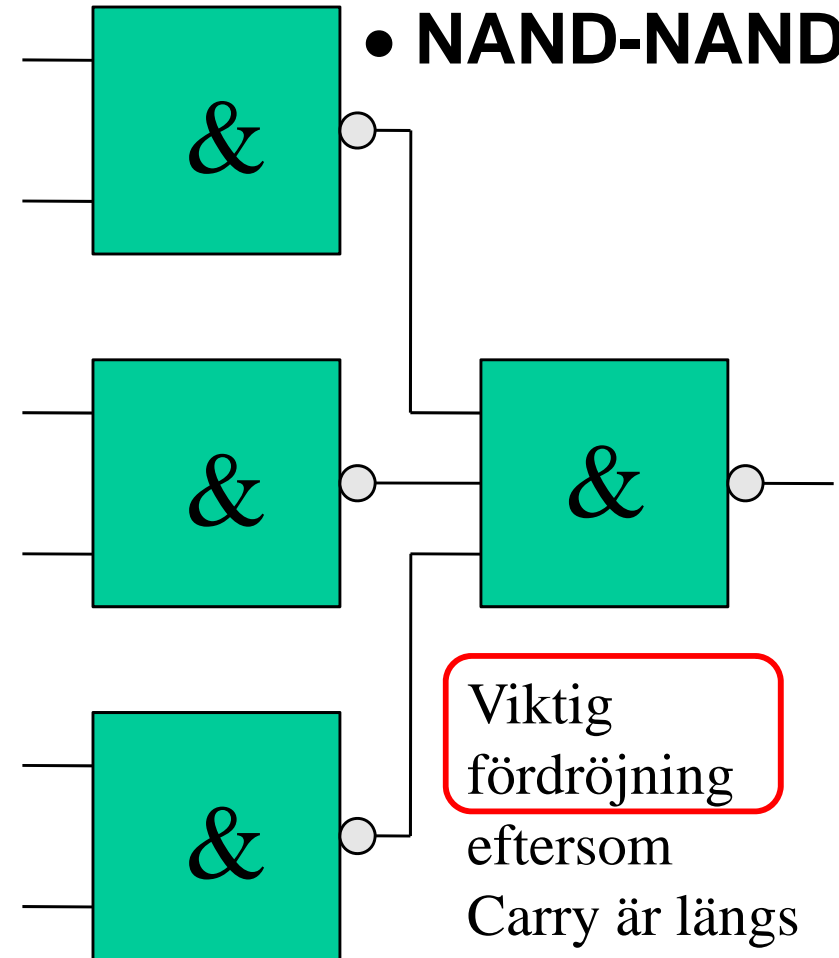 • NAND-NAND
&
&
&
&
Viktig
fördröjning
eftersom
Carry är längs